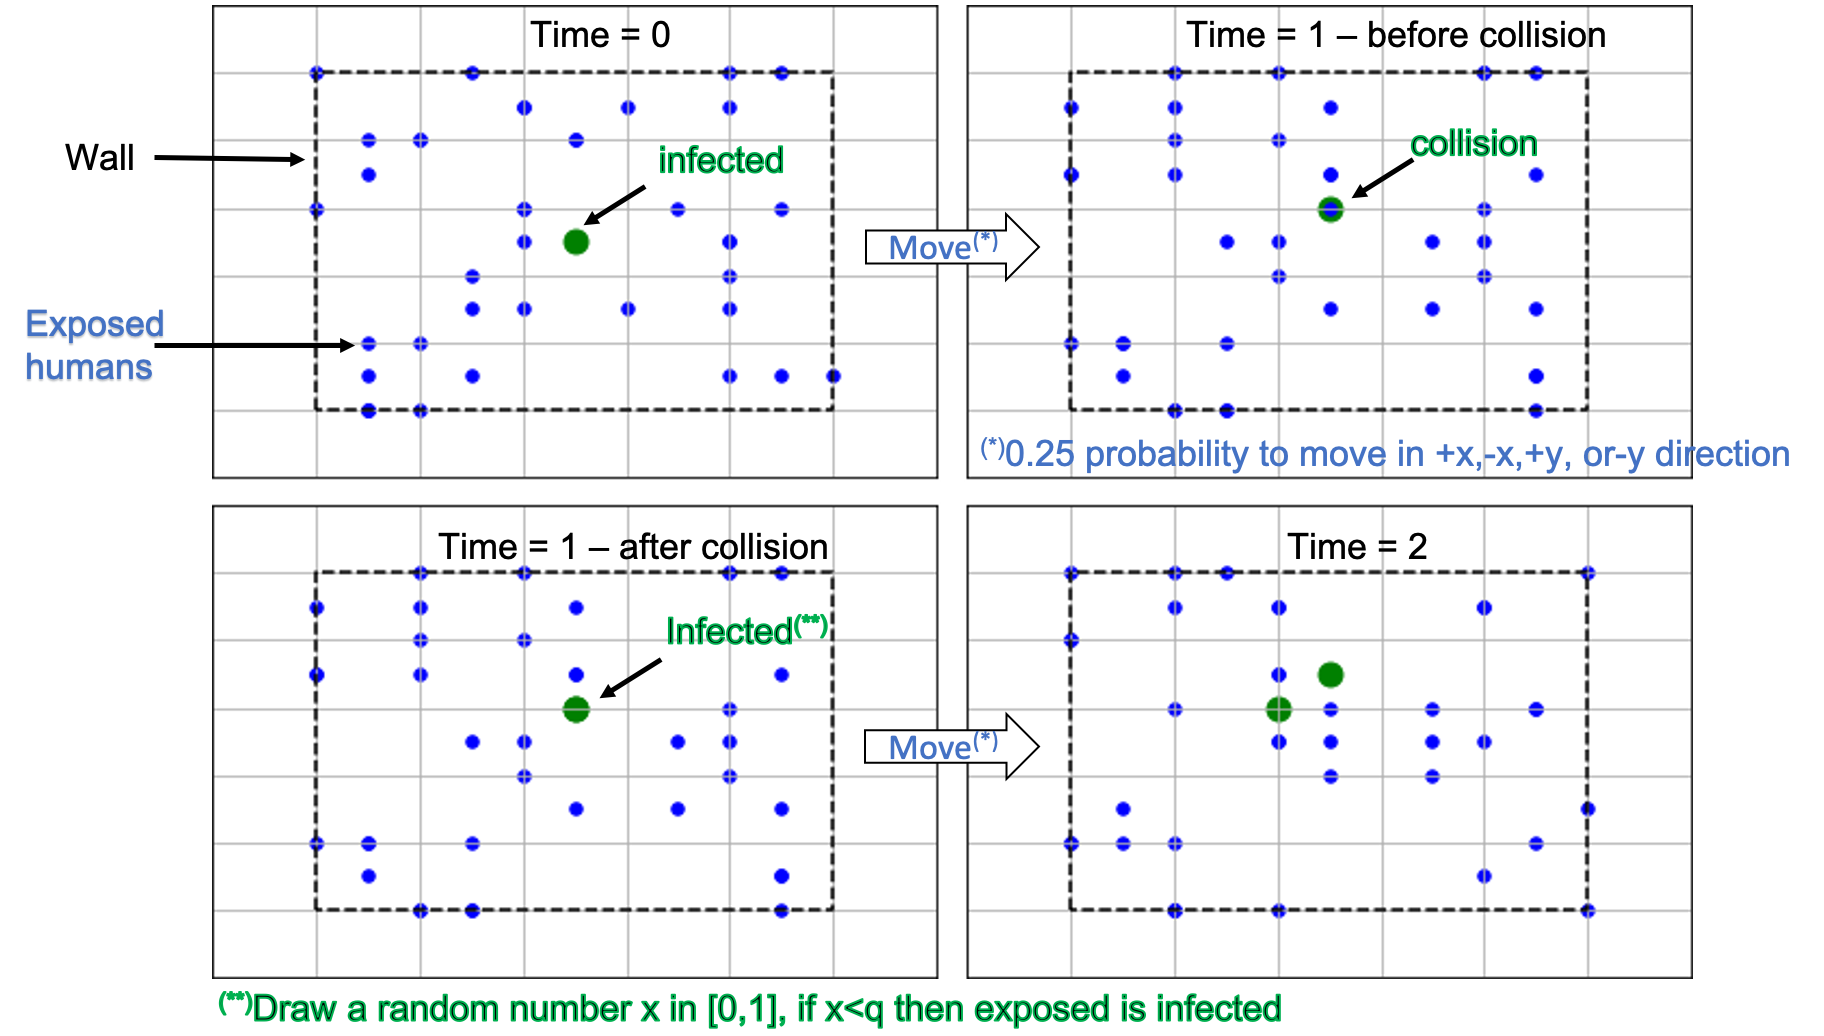 Time = 0
Time = 1 – before collision
Wall
infected
collision
Exposed
humans
Move(*)
(*)0.25 probability to move in +x,-x,+y, or-y direction
Time = 1 – after collision
Time = 2
Infected(**)
Move(*)
(**)Draw a random number x in [0,1], if x<q then exposed is infected